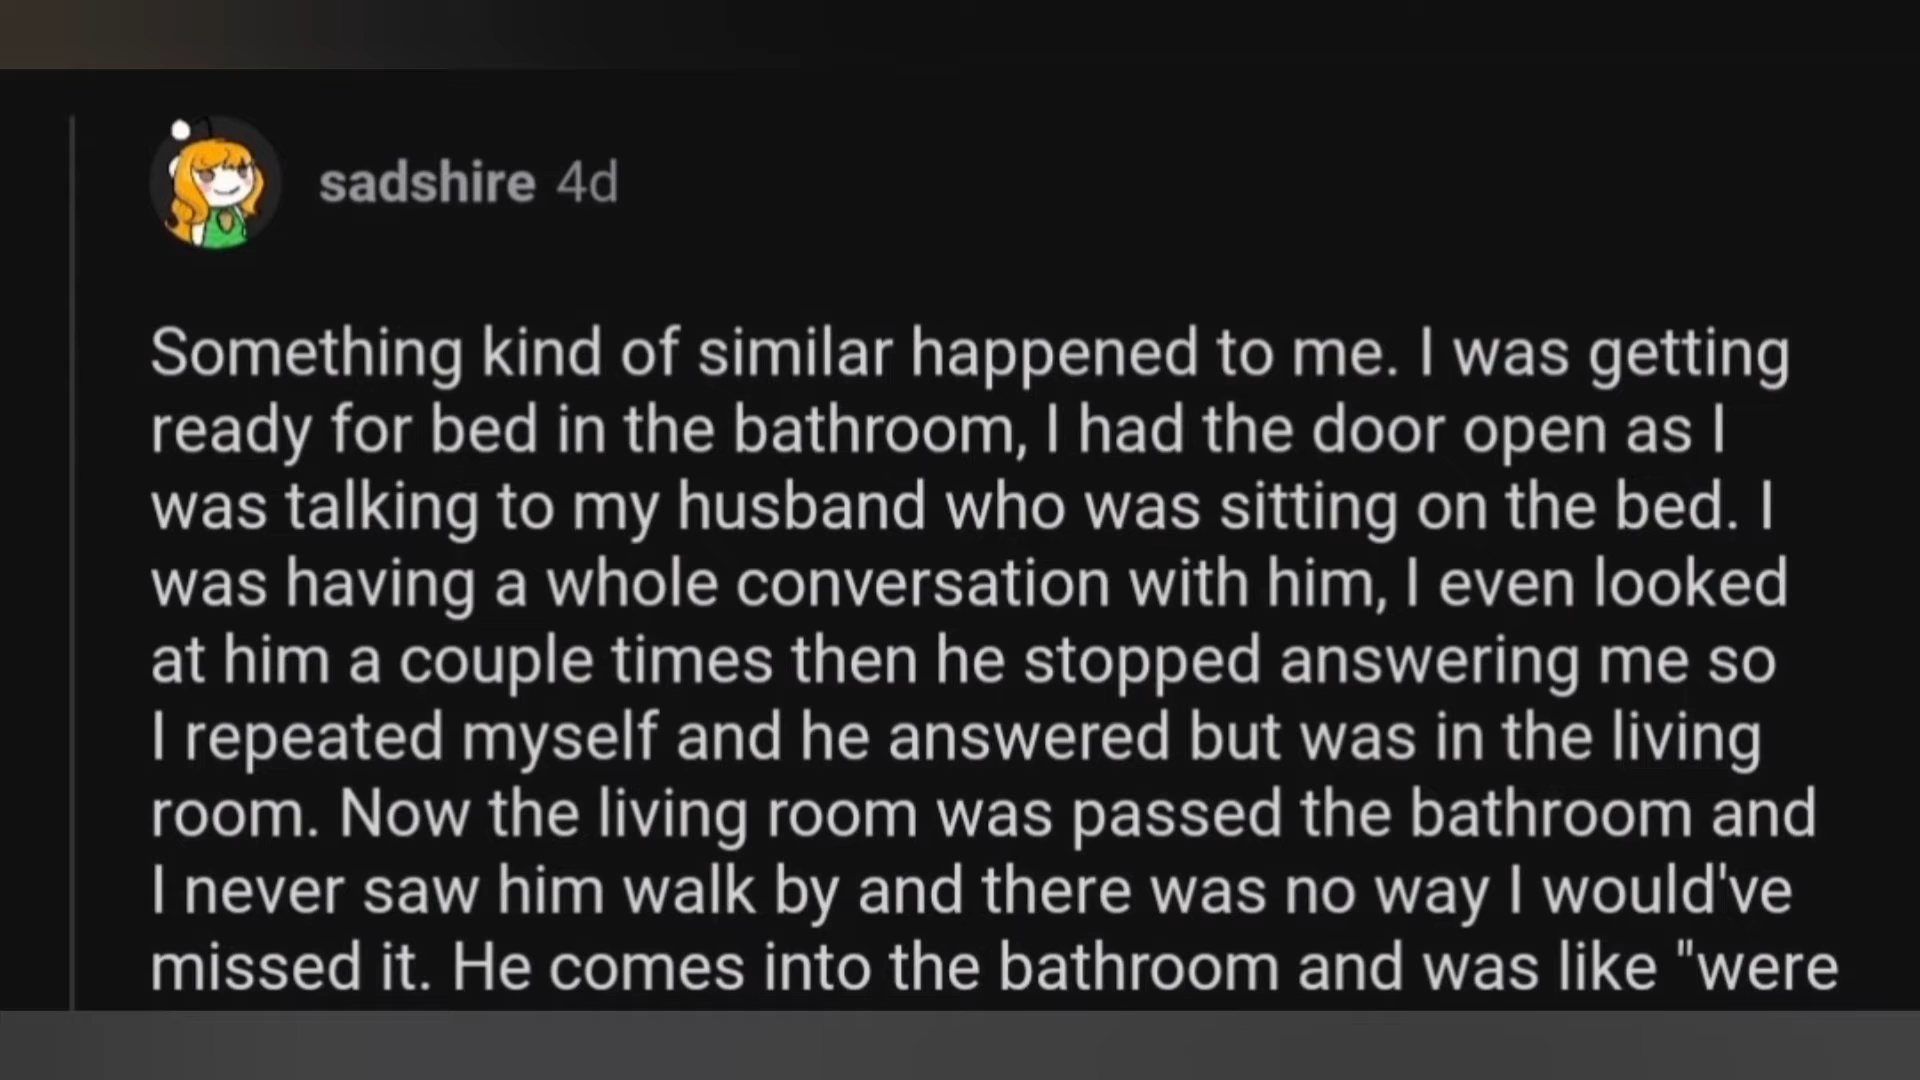 sadshire 4d
Something kind of similar happened to me. I was getting
ready for bed in the bathroom, I had the door open as I
was talking to my husband who was sitting on the bed. I
was having a whole conversation with him, I even looked
at him a couple times then he stopped answering me so
I repeated myself and he answered but was in the living
room. Now the living room was passed the bathroom and
I never saw him walk by and there was no way I would've
missed it. He comes into the bathroom and was like "were